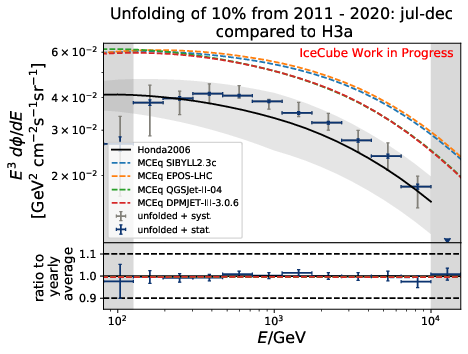 Unfolding of 10% from 2011 - 2020: jul-dec
compared to H3a
IceCube Work in Progress
E³ dϕ/dE
[GeV² cm⁻²s⁻¹sr⁻¹]
6 × 10⁻²
4 × 10⁻²
3 × 10⁻²
2 × 10⁻²
Honda2006
MCEq SIBYLL2.3c
MCEq EPOS-LHC
MCEq QGSJet-II-04
MCEq DPMJET-III-3.0.6
unfolded + syst
unfolded + stat
ratio to
yearly
average
1.1
1.0
0.9
10² 10³ 10⁴
E/GeV